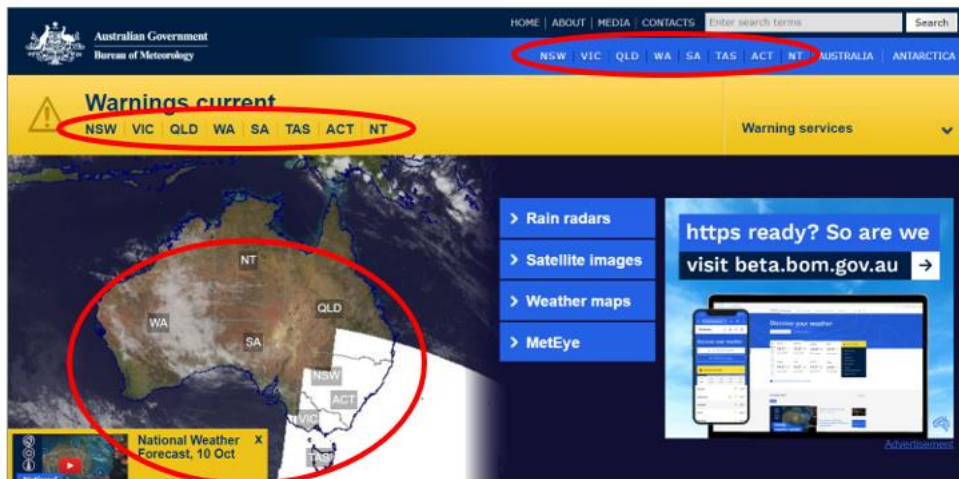 Australian Government
Bureau of Meteorology
HOME | ABOUT | MEDIA | CONTACTS
Enter search terms
Search
NSW | VIC | QLD | WA | SA | TAS | ACT | NT | AUSTRALIA | ANTARCTICA
Warnings current
NSW | VIC | QLD | WA | SA | TAS | ACT | NT
Warning services
NT
QLD
WA
SA
NSW
ACT
VIC
TAS
> Rain radars
> Satellite images
> Weather maps
> MetEye
https ready? So are we
visit beta.bom.gov.au →
Discover your weather
Advertisement
National Weather
Forecast, 10 Oct
X